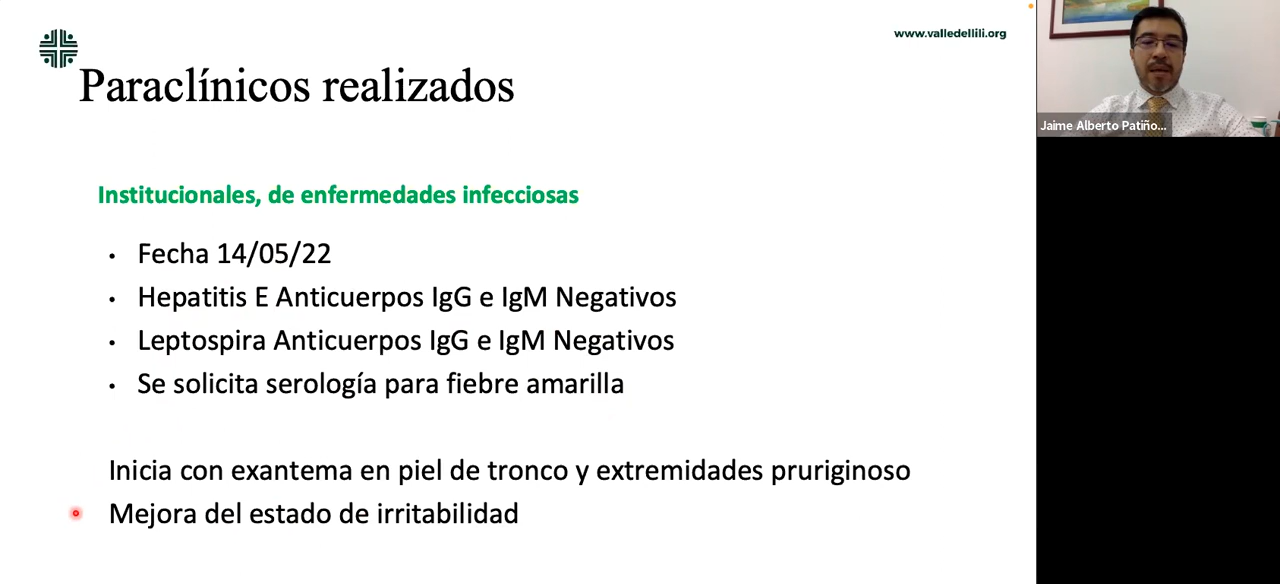 www.valledellili.org
Paraclínicos realizados
Jaime Alberto Patiño...
Institucionales, de enfermedades infecciosas
• Fecha 14/05/22
• Hepatitis E Anticuerpos IgG e IgM Negativos
• Leptospira Anticuerpos IgG e IgM Negativos
• Se solicita serología para fiebre amarilla
Inicia con exantema en piel de tronco y extremidades pruriginoso
Mejora del estado de irritabilidad